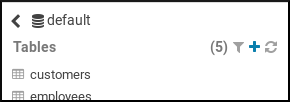 default
Tables (5)
customers
employees